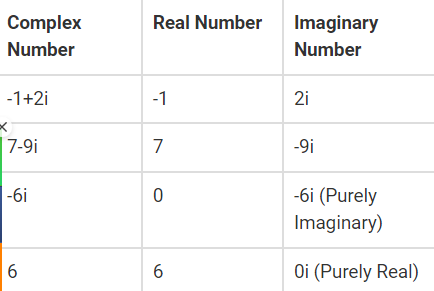 Complex Number Real Number Imaginary Number
-1+2i -1 2i
7-9i 7 -9i
-6i 0 -6i (Purely Imaginary)
6 6 0i (Purely Real)